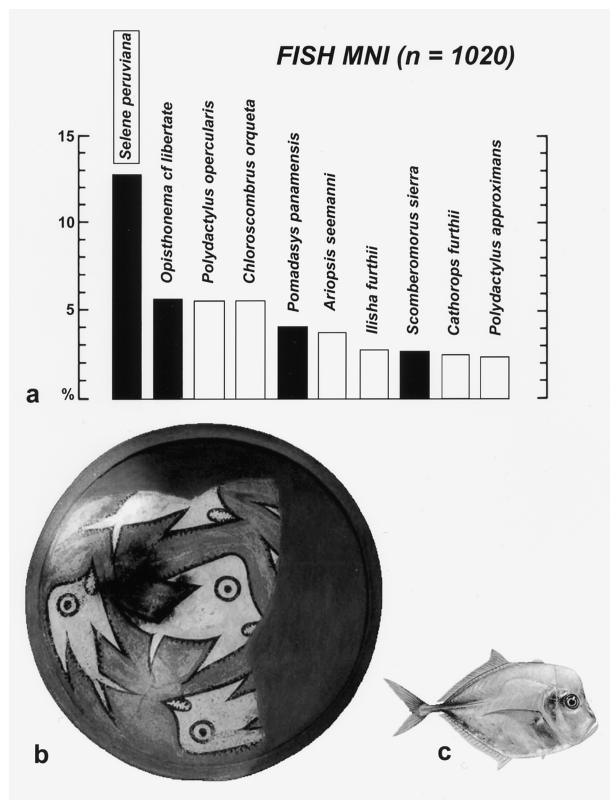 FISH MNI (n = 1020)
15
10
5
%
Selene peruviana
Opisthonema cf libertate
Polydactylus opercularis
Chloroscombrus orqueta
Pomadasys panamensis
Ariopsis seemanni
Ilisha furthii
Scomberomorus sierra
Cathorops furthii
Polydactylus approximans
a
b
c